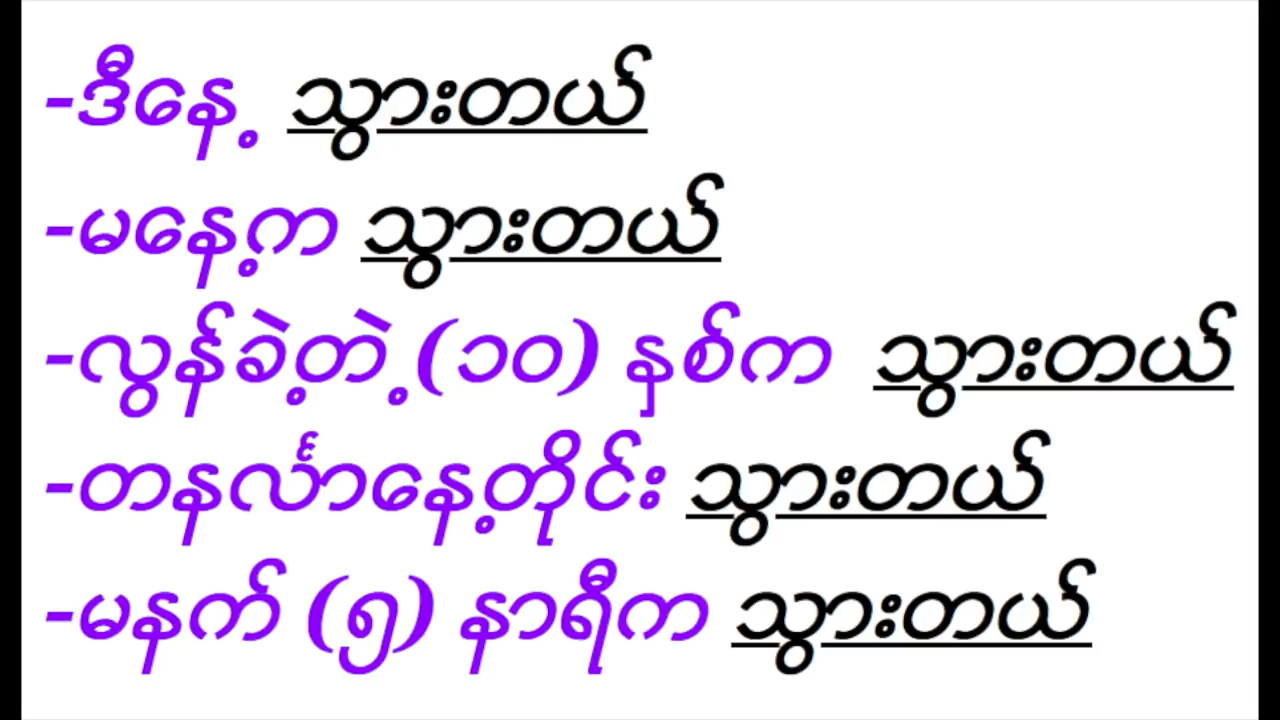 -ဒီနေ့ သွားတယ်
-မနေ့က သွားတယ်
-လွန်ခဲ့တဲ့ (၁၀) နှစ်က သွားတယ်
-တနင်္လာနေ့တိုင်း သွားတယ်
-မနက် (၅) နာရီက သွားတယ်